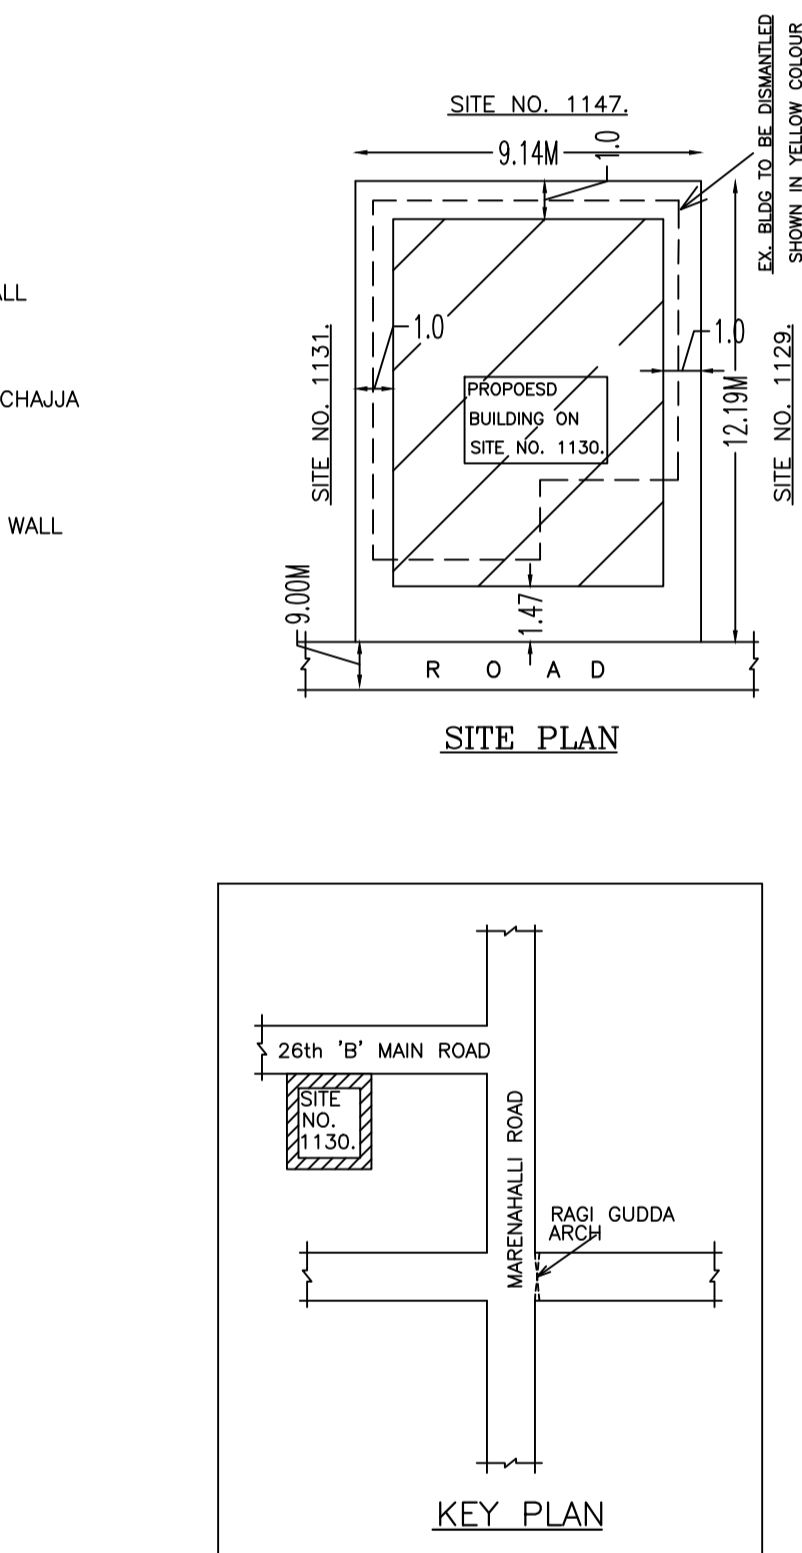 SITE NO. 1147.
9.14M
1.0
EX. BLDG TO BE DISMANTLED
SHOWN IN YELLOW COLOUR
ALL
CHAJJA
WALL
SITE NO. 1131.
1.0
1.0
12.19M
SITE NO. 1129.
PROPOESD
BUILDING ON
SITE NO. 1130.
9.00M
1.47
R O A D
SITE PLAN
26th 'B' MAIN ROAD
SITE
NO.
1130.
MARENAHALLI ROAD
RAGI GUDDA
ARCH
KEY PLAN